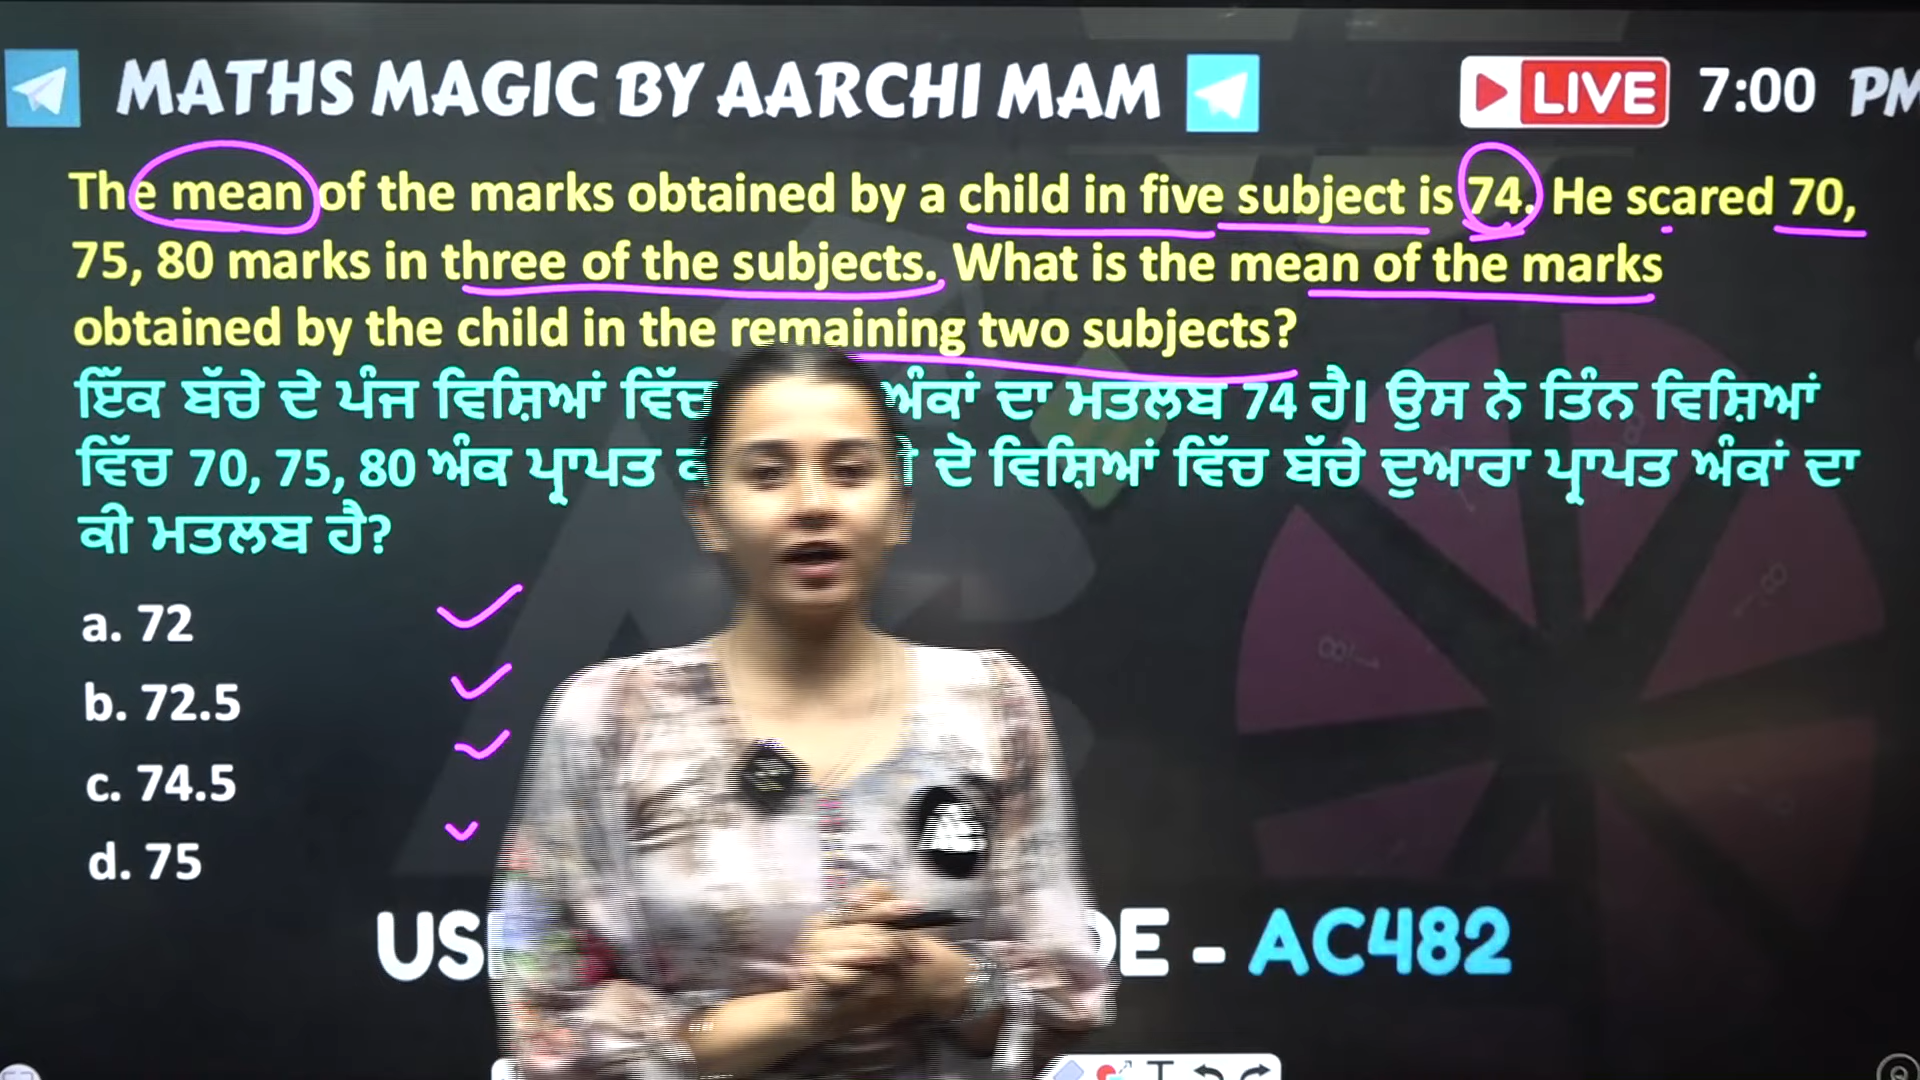 MATHS MAGIC BY AARCHI MAM LIVE 7:00 PM
The mean of the marks obtained by a child in five subject is 74. He scared 70,
75, 80 marks in three of the subjects. What is the mean of the marks
obtained by the child in the remaining two subjects?
ਇੱਕ ਬੱਚੇ ਦੇ ਪੰਜ ਵਿਸ਼ਿਆਂ ਵਿੱਚ ਅੰਕਾਂ ਦਾ ਮਤਲਬ 74 ਹੈ। ਉਸ ਨੇ ਤਿੰਨ ਵਿਸ਼ਿਆਂ
ਵਿੱਚ 70, 75, 80 ਅੰਕ ਪ੍ਰਾਪਤ ਦੋ ਵਿਸ਼ਿਆਂ ਵਿੱਚ ਬੱਚੇ ਦੁਆਰਾ ਪ੍ਰਾਪਤ ਅੰਕਾਂ ਦਾ
ਕੀ ਮਤਲਬ ਹੈ?
a. 72
b. 72.5
c. 74.5
d. 75
- AC482